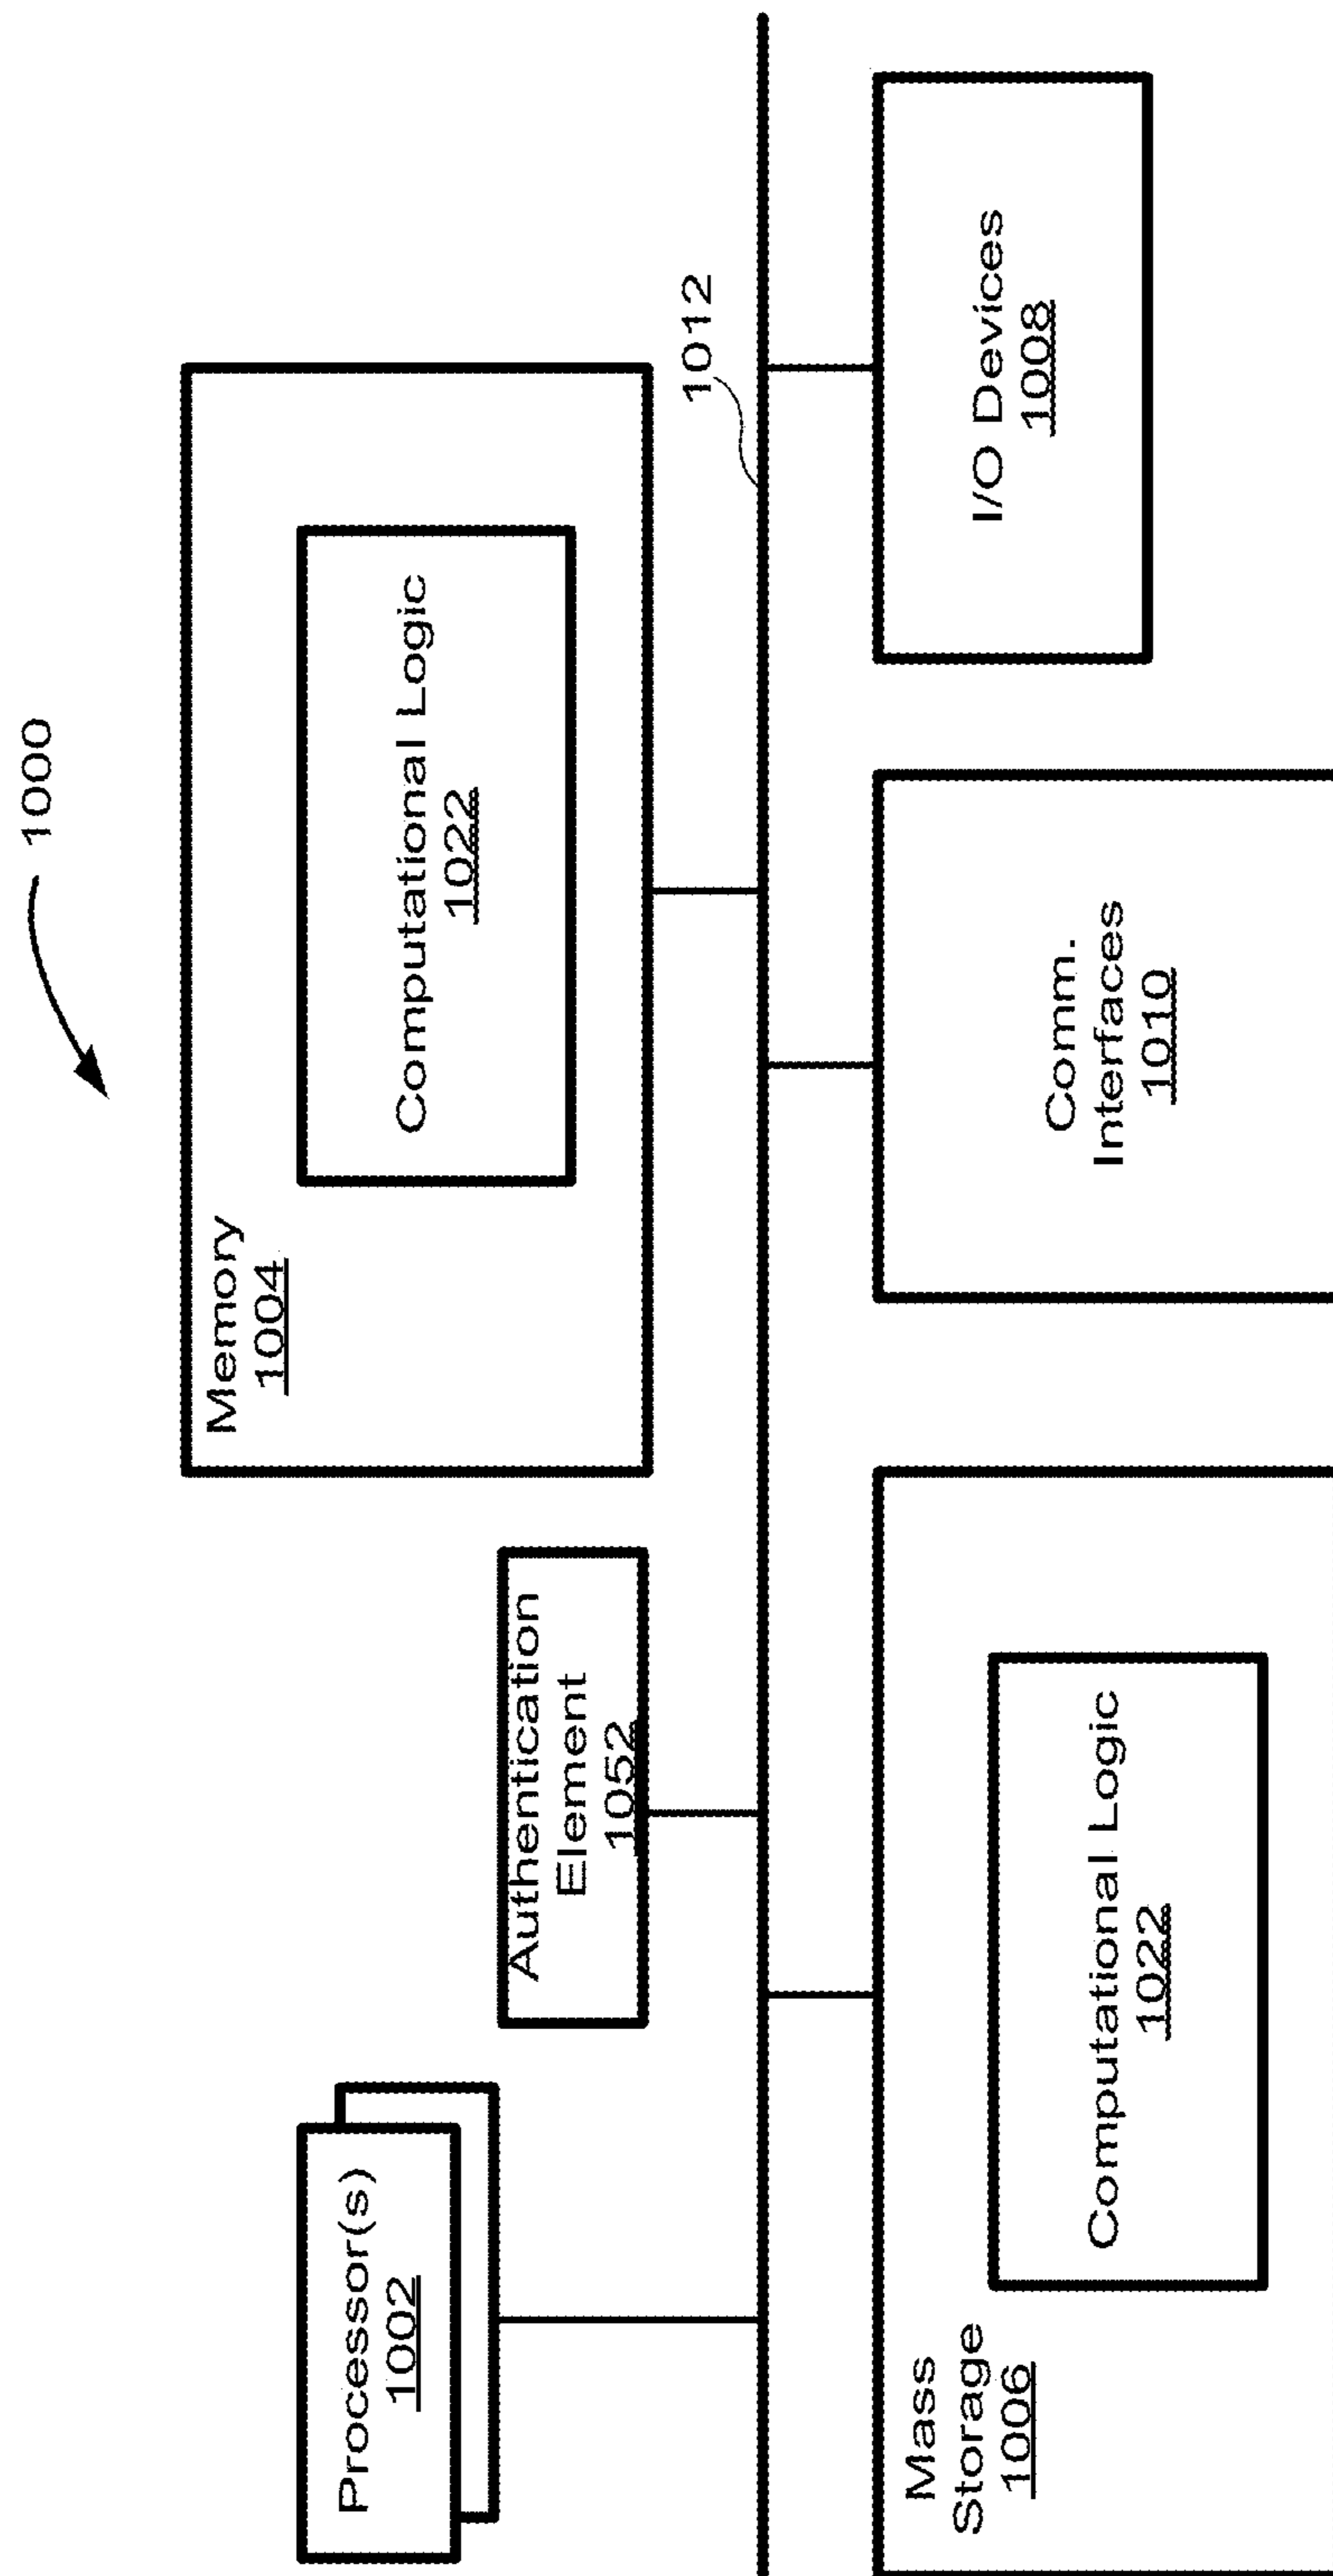 1000
Processor(s)
1002
Authentication
Element
1052
Memory
1004
Computational Logic
1022
1012
Mass
Storage
1006
Computational Logic
1022
Comm.
Interfaces
1010
I/O Devices
1008